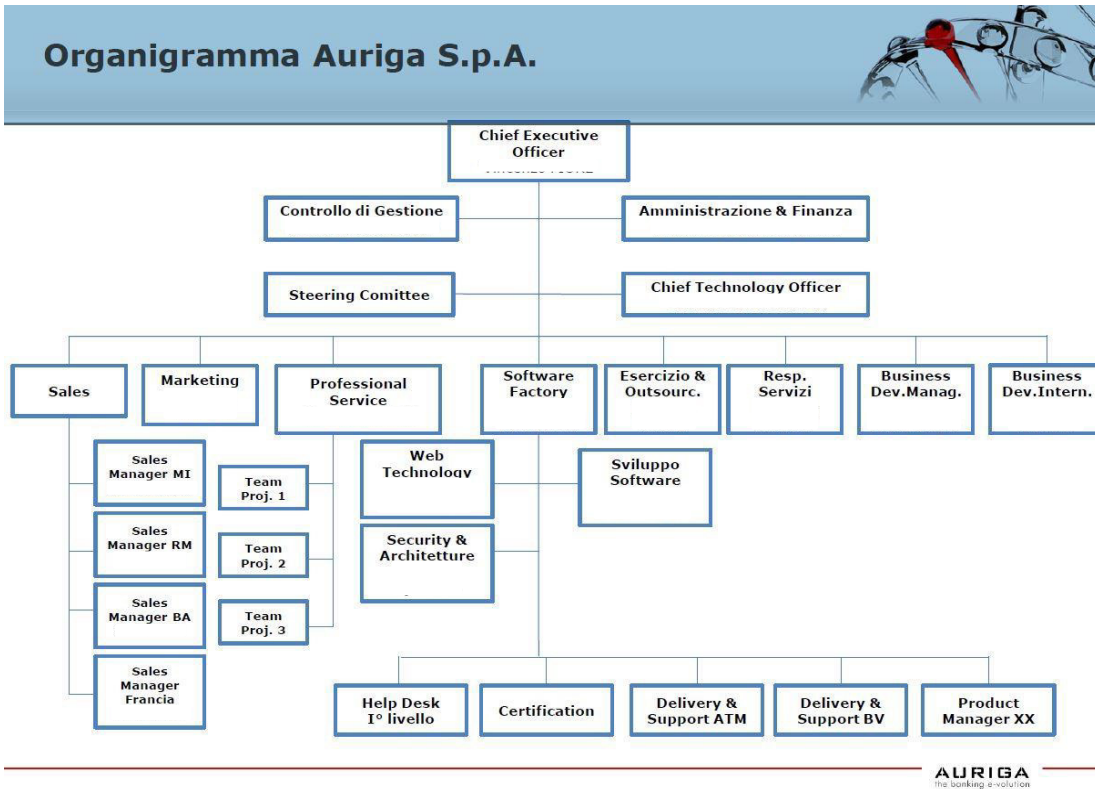 Organigramma Auriga S.p.A.
Chief Executive
Officer
Controllo di Gestione
Amministrazione & Finanza
Steering Comittee
Chief Technology Officer
Sales
Marketing
Professional
Service
Software
Factory
Esercizio &
Outsourc.
Resp.
Servizi
Business
Dev.Manag.
Business
Dev.Intern.
Sales
Manager MI
Sales
Manager RM
Sales
Manager BA
Sales
Manager
Francia
Team
Proj. 1
Team
Proj. 2
Team
Proj. 3
Web
Technology
Sviluppo
Software
Security &
Architetture
Help Desk
I° livello
Certification
Delivery &
Support ATM
Delivery &
Support BV
Product
Manager XX
AURIGA
the banking e-volution